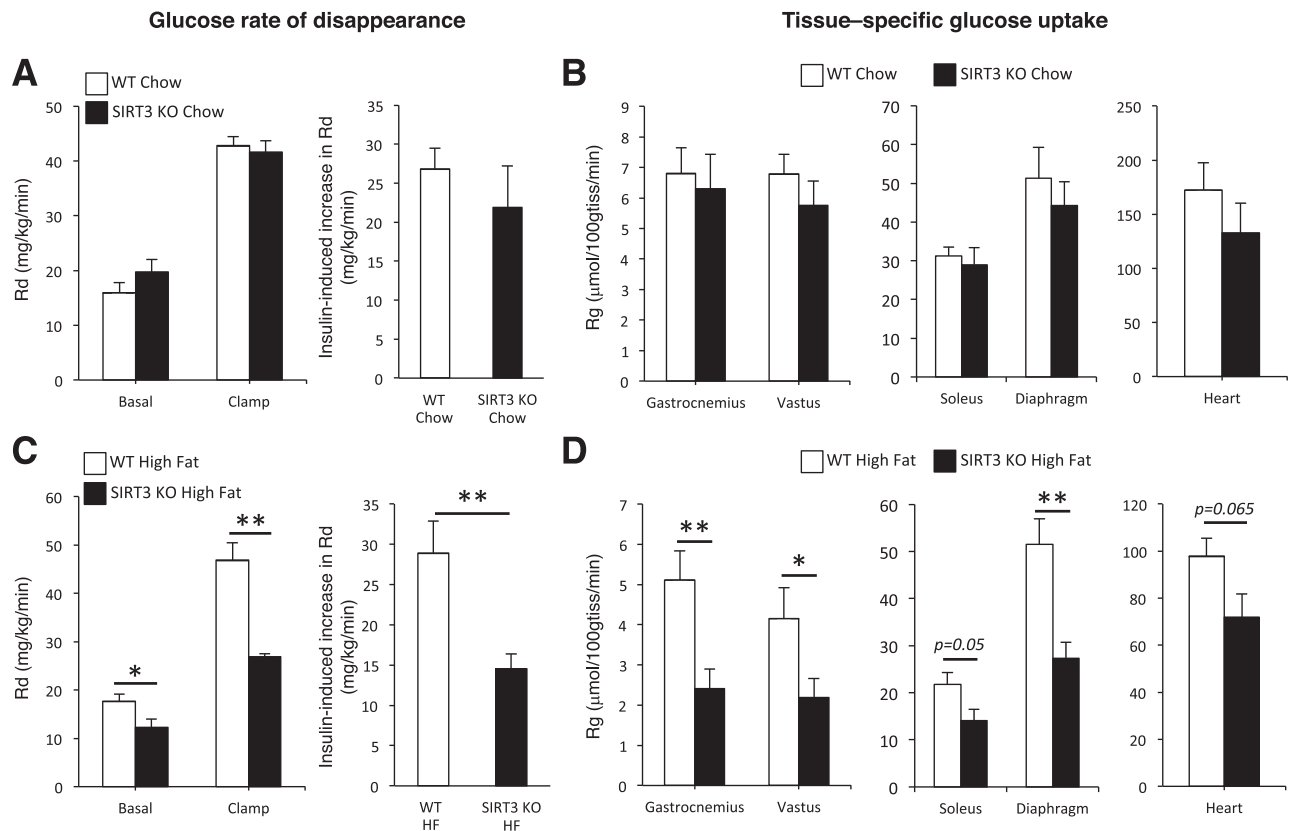 Glucose rate of disappearance
Tissue–specific glucose uptake
A
WT Chow
SIRT3 KO Chow
Rd (mg/kg/min)
50
40
30
20
10
0
Basal
Clamp
Insulin-induced increase in Rd
(mg/kg/min)
35
30
25
20
15
10
5
0
WT
Chow
SIRT3 KO
Chow
B
WT Chow
SIRT3 KO Chow
Rg (μmol/100gtiss/min)
9
8
7
6
5
4
3
2
1
0
Gastrocnemius
Vastus
70
60
50
40
30
20
10
0
Soleus
Diaphragm
250
200
150
100
50
0
Heart
C
WT High Fat
SIRT3 KO High Fat
Rd (mg/kg/min)
60
50
40
30
20
10
0
*
**
Basal
Clamp
Insulin-induced increase in Rd
(mg/kg/min)
35
30
25
20
15
10
5
0
**
WT
HF
SIRT3 KO
HF
D
WT High Fat
SIRT3 KO High Fat
Rg (μmol/100gtiss/min)
7
6
5
4
3
2
1
0
**
*
Gastrocnemius
Vastus
60
50
40
30
20
10
0
p=0.05
**
Soleus
Diaphragm
120
100
80
60
40
20
0
p=0.065
Heart